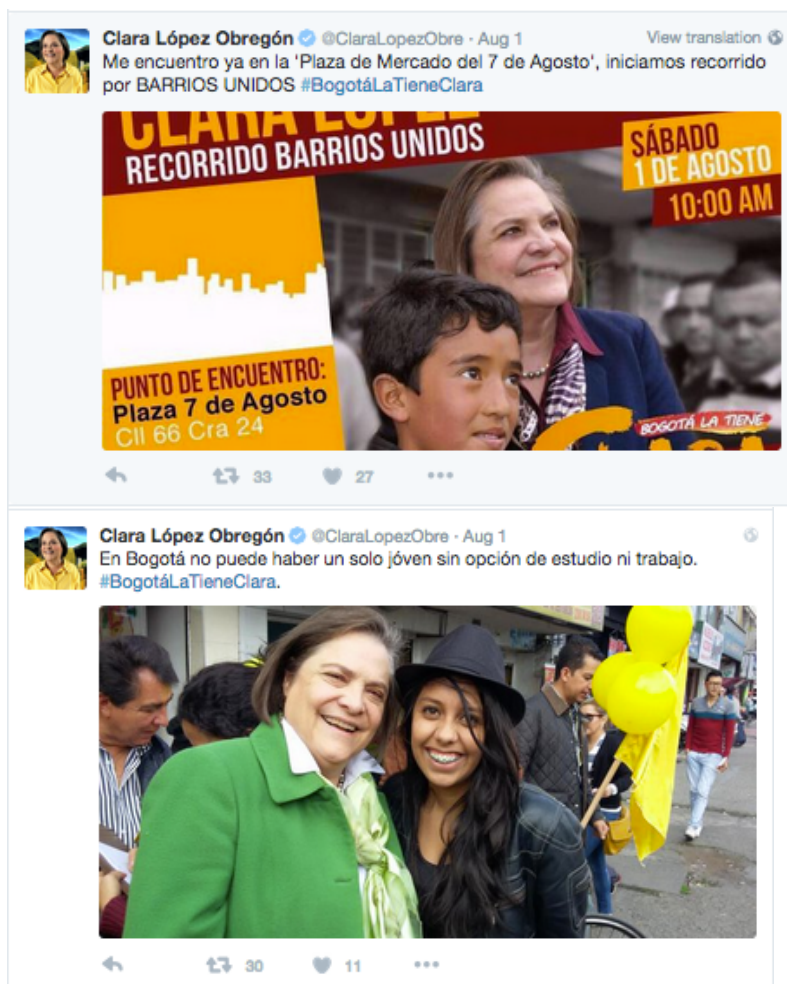 Clara López Obregón @ClaraLopezObre · Aug 1 View translation
Me encuentro ya en la 'Plaza de Mercado del 7 de Agosto', iniciamos recorrido
por BARRIOS UNIDOS #BogotáLaTieneClara
CLARA LOPEZ
RECORRIDO BARRIOS UNIDOS
SÁBADO
1 DE AGOSTO
10:00 AM
PUNTO DE ENCUENTRO:
Plaza 7 de Agosto
Cll 66 Cra 24
BOGOTÁ LA TIENE
CLARA
33 27
Clara López Obregón @ClaraLopezObre · Aug 1
En Bogotá no puede haber un solo jóven sin opción de estudio ni trabajo.
#BogotáLaTieneClara.
30 11